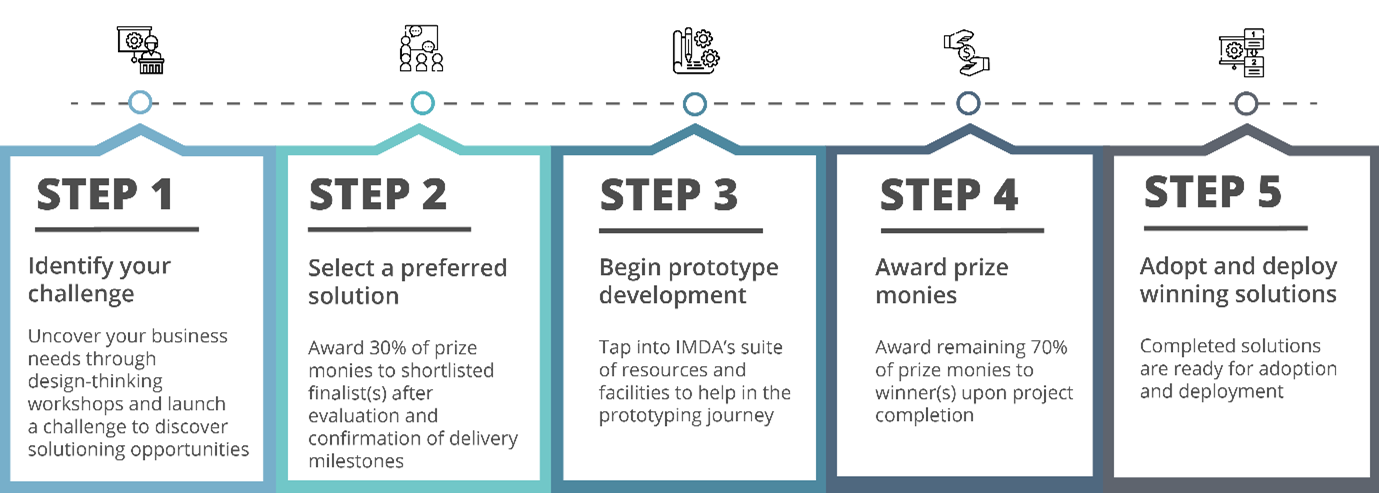 1
2
STEP 1
Identify your
challenge
Uncover your business
needs through
design-thinking
workshops and launch
a challenge to discover
solutioning opportunities
STEP 2
Select a preferred
solution
Award 30% of prize
monies to shortlisted
finalist(s) after
evaluation and
confirmation of delivery
milestones
STEP 3
Begin prototype
development
Tap into IMDA’s suite
of resources and
facilities to help in the
prototyping journey
STEP 4
Award prize
monies
Award remaining 70%
of prize monies to
winner(s) upon project
completion
STEP 5
Adopt and deploy
winning solutions
Completed solutions
are ready for adoption
and deployment